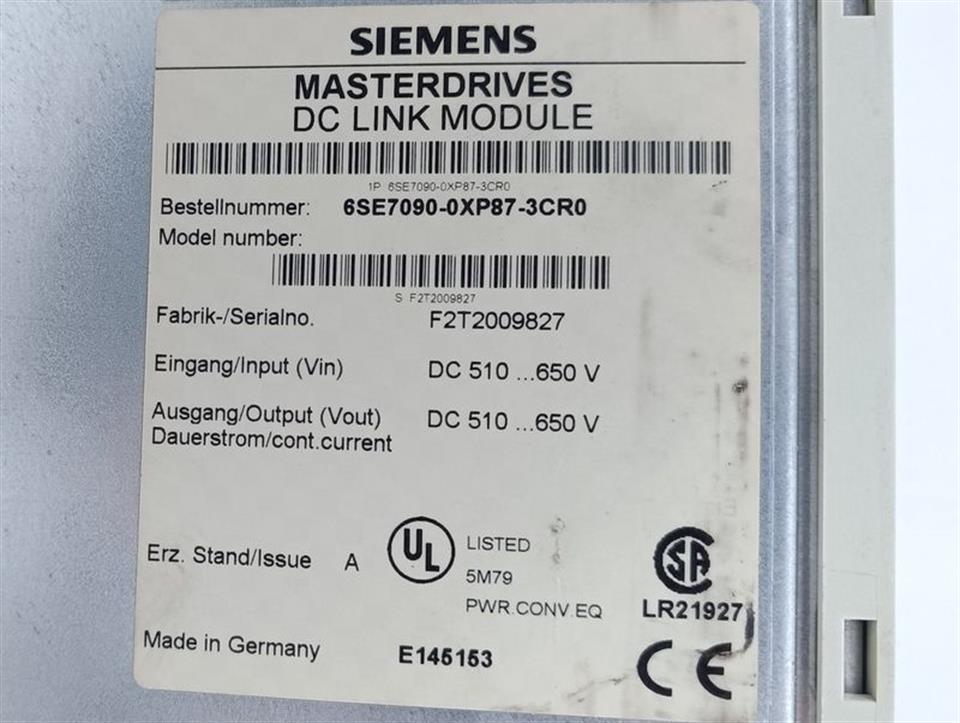 SIEMENS
MASTERDRIVES
DC LINK MODULE
1P 6SE7090-0XP87-3CR0
Bestellnummer: 6SE7090-0XP87-3CR0
Model number:
S F2T2009827
Fabrik-/Serialno. F2T2009827
Eingang/Input (Vin) DC 510 ...650 V
Ausgang/Output (Vout) DC 510 ...650 V
Dauerstrom/cont.current
Erz. Stand/Issue A
UL LISTED
5M79
PWR.CONV.EQ
SA
LR21927
Made in Germany
E145153
CE